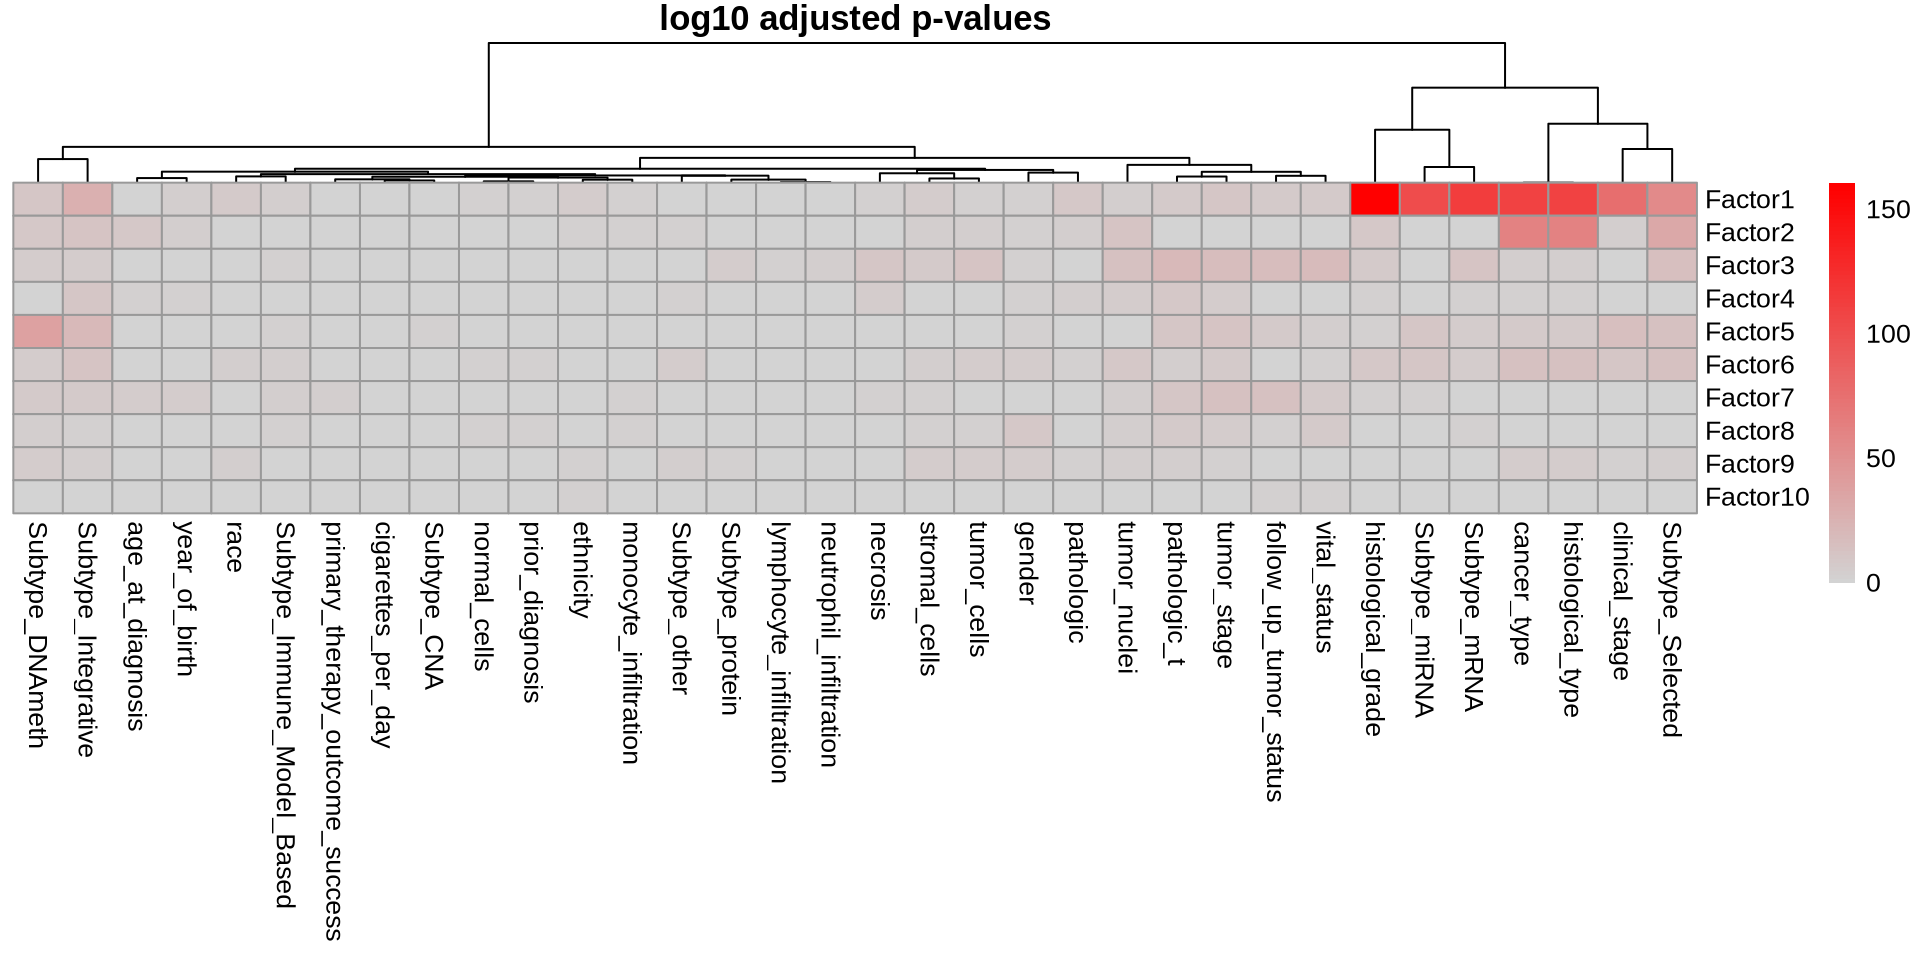 log10 adjusted p-values
Factor1
Factor2
Factor3
Factor4
Factor5
Factor6
Factor7
Factor8
Factor9
Factor10
150
100
50
0
Subtype_DNAmeth
Subtype_Integrative
age_at_diagnosis
year_of_birth
race
Subtype_Immune_Model_Based
primary_therapy_outcome_success
cigarettes_per_day
Subtype_CNA
normal_cells
prior_diagnosis
ethnicity
monocyte_infiltration
Subtype_other
Subtype_protein
lymphocyte_infiltration
neutrophil_infiltration
necrosis
stromal_cells
tumor_cells
gender
pathologic
tumor_nuclei
pathologic_t
tumor_stage
follow_up_tumor_status
vital_status
histological_grade
Subtype_miRNA
Subtype_mRNA
cancer_type
histological_type
clinical_stage
Subtype_Selected